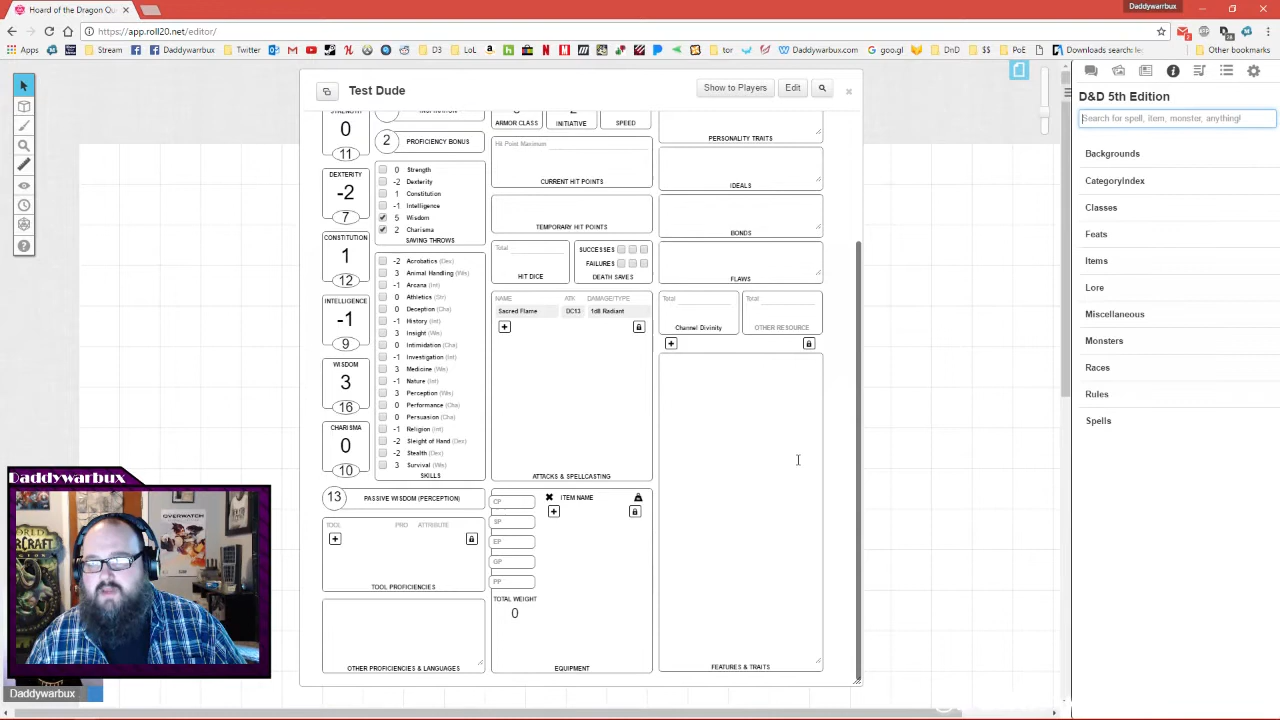 Hoard of the Dragon Qu
Daddywarbux
https://app.roll20.net/editor/
Apps
Stream
Daddywarbux
Twitter
D3
LoL
tor
Daddywarbux.com
goo.gl
DnD
$$
PoE
Downloads: tele
Other bookmarks
Test Dude
Show to Players
Edit
D&D 5th Edition
Search for spell, item, monster, anything!
Backgrounds
CategoryIndex
Classes
Feats
Items
Lore
Miscellaneous
Monsters
Races
Rules
Spells
STRENGTH
0
11
DEXTERITY
-2
7
CONSTITUTION
1
12
INTELLIGENCE
-1
9
WISDOM
3
16
CHARISMA
0
10
INSPIRATION
2
PROFICIENCY BONUS
0 Strength
-2 Dexterity
1 Constitution
-1 Intelligence
5 Wisdom
2 Charisma
SAVING THROWS
-2 Acrobatics (Dex)
3 Animal Handling (Wis)
-1 Arcana (Int)
0 Athletics (Str)
0 Deception (Cha)
-1 History (Int)
3 Insight (Wis)
0 Intimidation (Cha)
-1 Investigation (Int)
3 Medicine (Wis)
-1 Nature (Int)
3 Perception (Wis)
0 Performance (Cha)
0 Persuasion (Cha)
-1 Religion (Int)
-2 Sleight of Hand (Dex)
-2 Stealth (Dex)
3 Survival (Wis)
SKILLS
13
PASSIVE WISDOM (PERCEPTION)
TOOL PRO ATTRIBUTE
TOOL PROFICIENCIES
OTHER PROFICIENCIES & LANGUAGES
ARMOR CLASS
INITIATIVE
SPEED
Hit Point Maximum
CURRENT HIT POINTS
TEMPORARY HIT POINTS
Total
HIT DICE
SUCCESSES
FAILURES
DEATH SAVES
NAME ATK DAMAGE/TYPE
Sacred Flame DC13 1d8 Radiant
ATTACKS & SPELLCASTING
CP
SP
EP
GP
PP
ITEM NAME
TOTAL WEIGHT
0
EQUIPMENT
PERSONALITY TRAITS
IDEALS
BONDS
FLAWS
Total
Channel Divinity
Total
OTHER RESOURCE
FEATURES & TRAITS
Daddywarbux
OVERWATCH
Daddywarbux